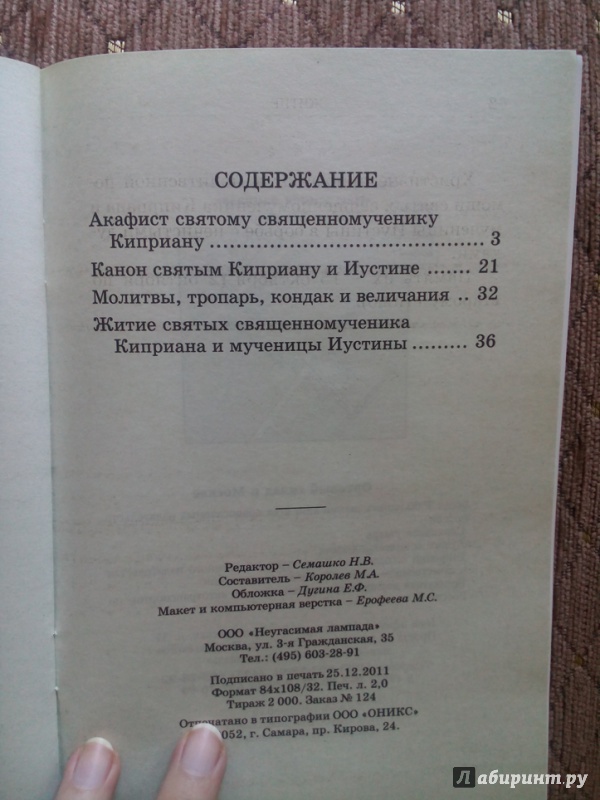 СОДЕРЖАНИЕ
Акафист святому священномученику
Киприану ........................................ 3
Канон святым Киприану и Иустине ....... 21
Молитвы, тропарь, кондак и величания .. 32
Житие святых священномученика
Киприана и мученицы Иустины ......... 36
Редактор – Семашко Н.В.
Составитель – Королев М.А.
Обложка – Дугина Е.Ф.
Макет и компьютерная верстка – Ерофеева М.С.
ООО «Неугасимая лампада»
Москва, ул. 3-я Гражданская, 35
Тел.: (495) 603-28-91
Подписано в печать 25.12.2011
Формат 84х108/32. Печ. л. 2,0
Тираж 2 000. Заказ № 124
Отпечатано в типографии ООО «ОНИКС»
052, г. Самара, пр. Кирова, 24.
Лабиринт.ру